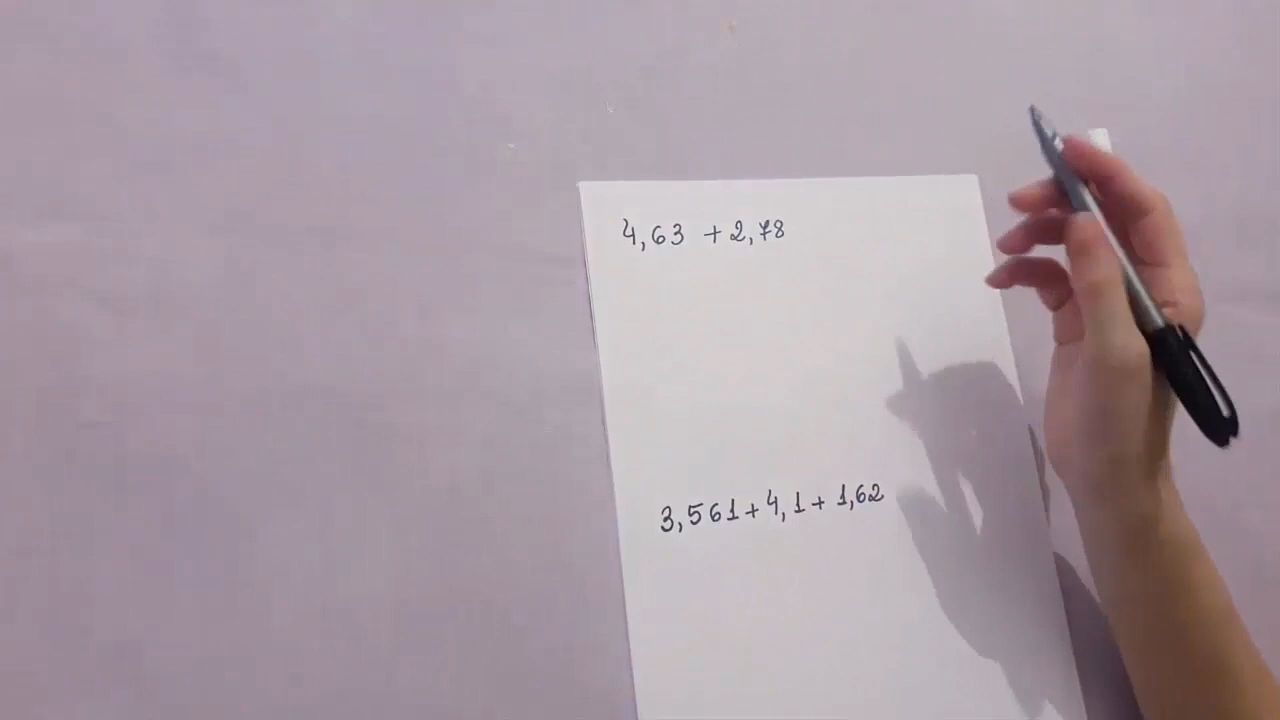 4,63 + 2,78
3,561 + 4,1 + 1,62